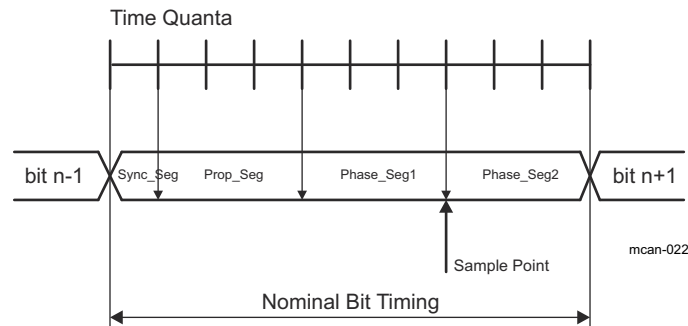 Time Quanta
bit n-1
Sync_Seg
Prop_Seg
Phase_Seg1
Phase_Seg2
bit n+1
mcan-022
Sample Point
Nominal Bit Timing